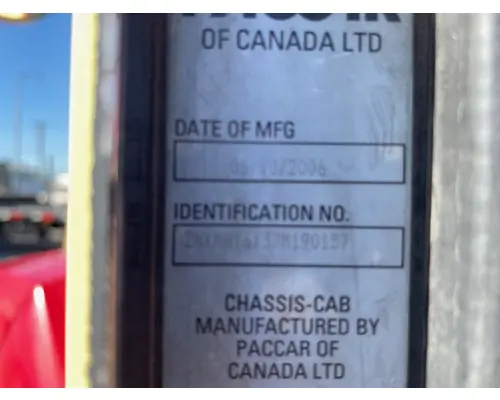 OF CANADA LTD
DATE OF MFG
IDENTIFICATION NO.
CHASSIS-CAB
MANUFACTURED BY
PACCAR OF
CANADA LTD